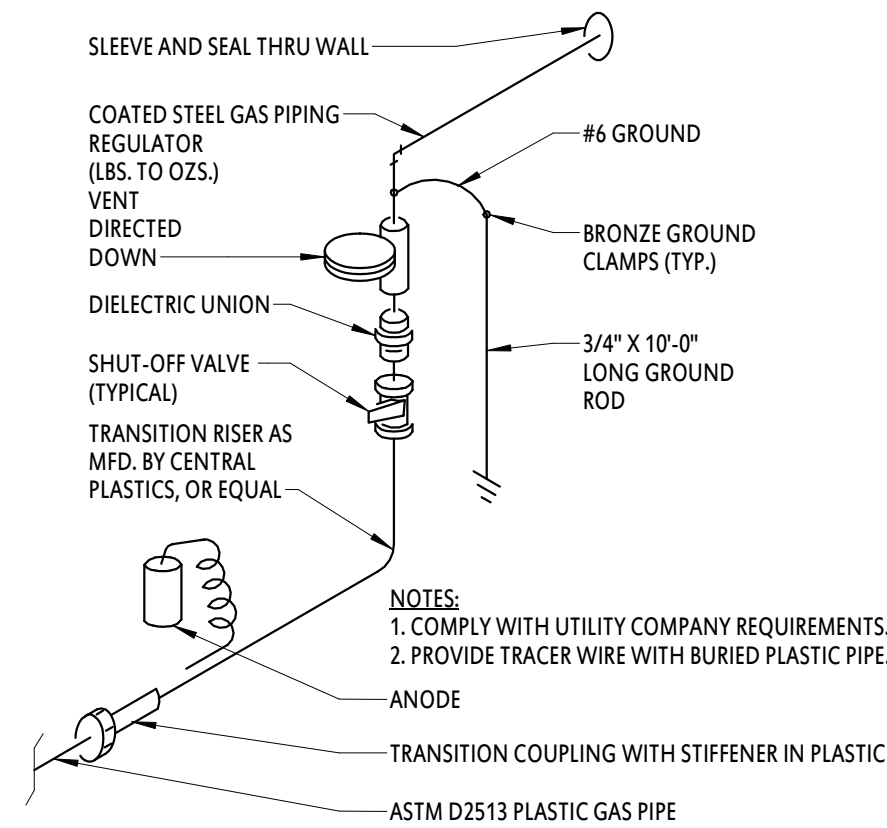 SLEEVE AND SEAL THRU WALL
COATED STEEL GAS PIPING
REGULATOR
(LBS. TO OZS.)
VENT
DIRECTED
DOWN
#6 GROUND
BRONZE GROUND
CLAMPS (TYP.)
DIELECTRIC UNION
3/4" X 10'-0"
LONG GROUND
ROD
SHUT-OFF VALVE
(TYPICAL)
TRANSITION RISER AS
MFD. BY CENTRAL
PLASTICS, OR EQUAL
NOTES:
1. COMPLY WITH UTILITY COMPANY REQUIREMENTS.
2. PROVIDE TRACER WIRE WITH BURIED PLASTIC PIPE.
ANODE
TRANSITION COUPLING WITH STIFFENER IN PLASTIC
ASTM D2513 PLASTIC GAS PIPE